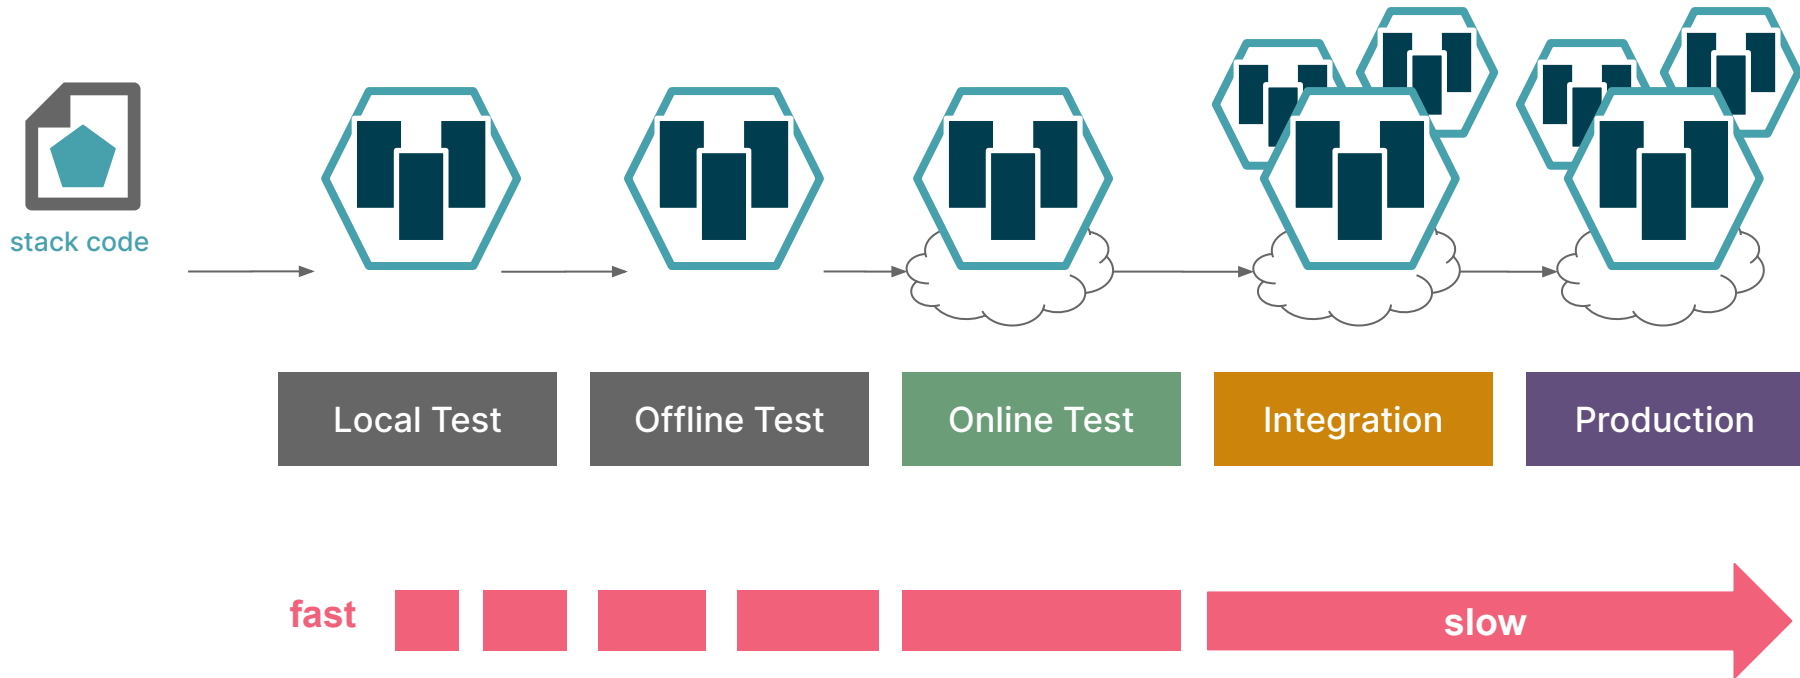 stack code
Local Test
Offline Test
Online Test
Integration
Production
fast
slow